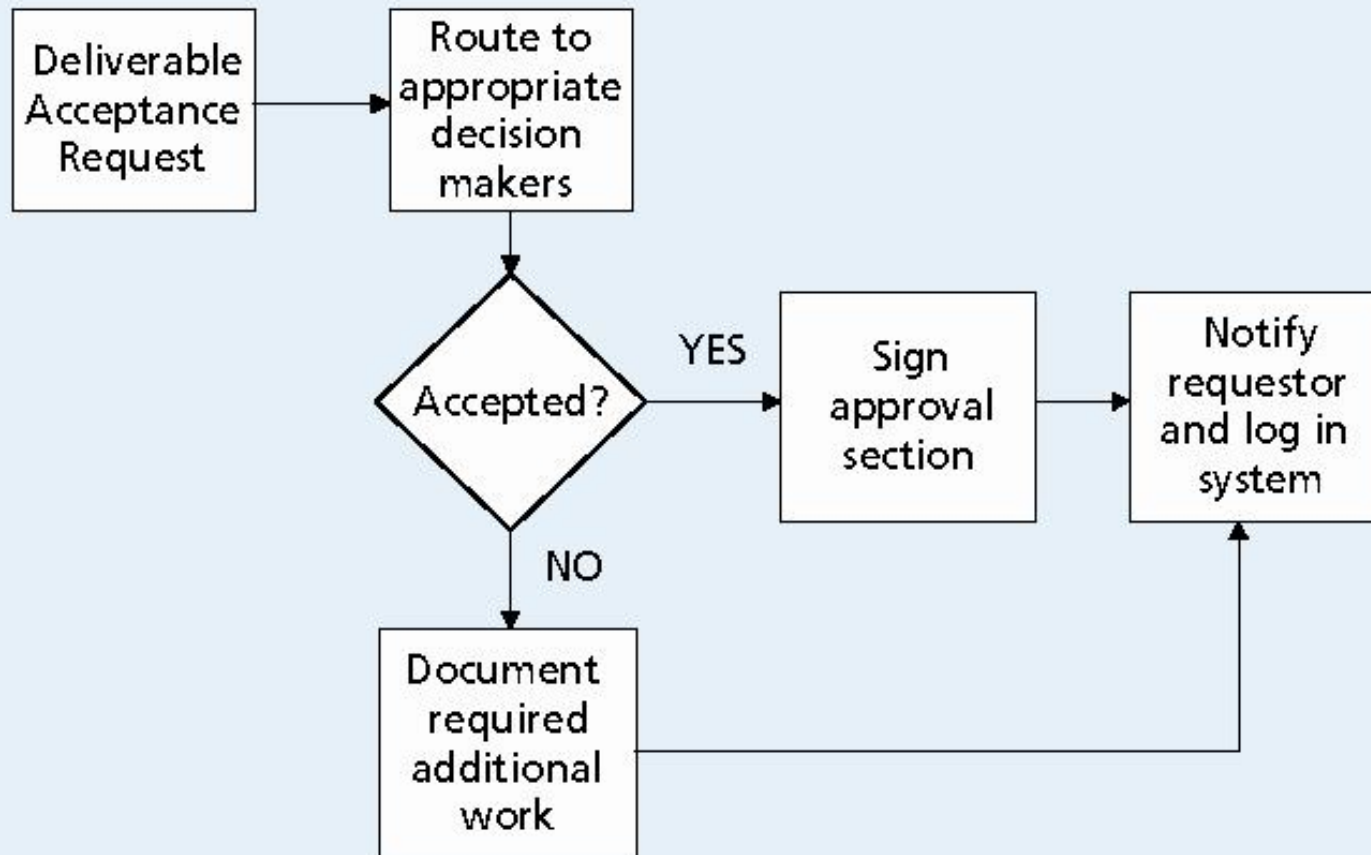 Deliverable
Acceptance
Request
Route to
appropriate
decision
makers
Accepted?
YES
Sign
approval
section
Notify
requestor
and log in
system
NO
Document
required
additional
work